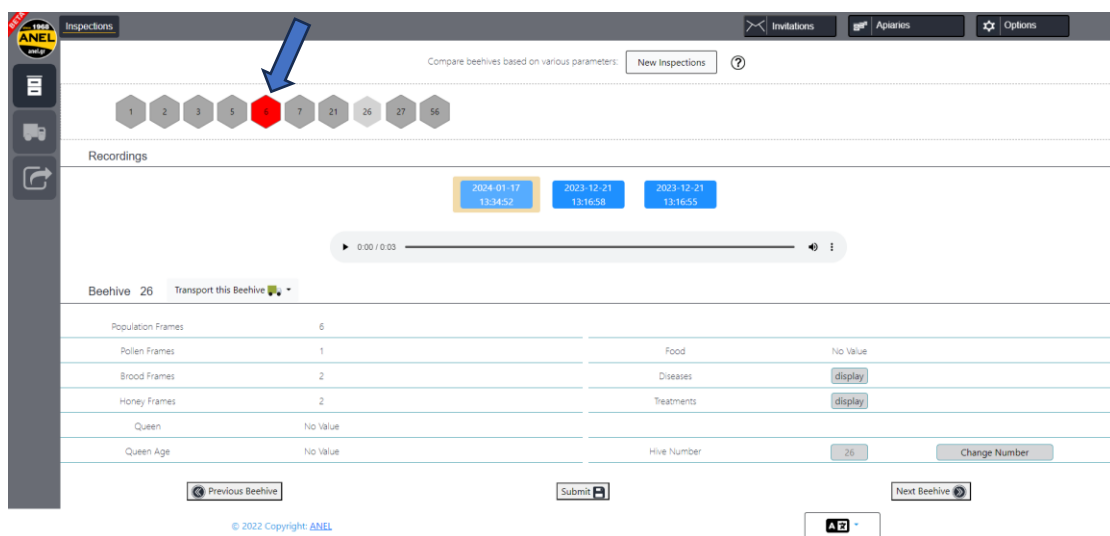 BETA
1968
ANEL
anel.gr
Inspections
Invitations
Apiaries
Options
Compare beehives based on various parameters: New Inspections ?
1 2 3 5 6 7 21 26 27 56
Recordings
2024-01-17 2023-12-21 2023-12-21
13:34:52 13:16:58 13:16:55
0:00 / 0:03
Beehive 26 Transport this Beehive
Population Frames 6
Pollen Frames 1 Food No Value
Brood Frames 2 Diseases display
Honey Frames 2 Treatments display
Queen No Value
Queen Age No Value Hive Number 26 Change Number
Previous Beehive Submit Next Beehive
© 2022 Copyright: ANEL